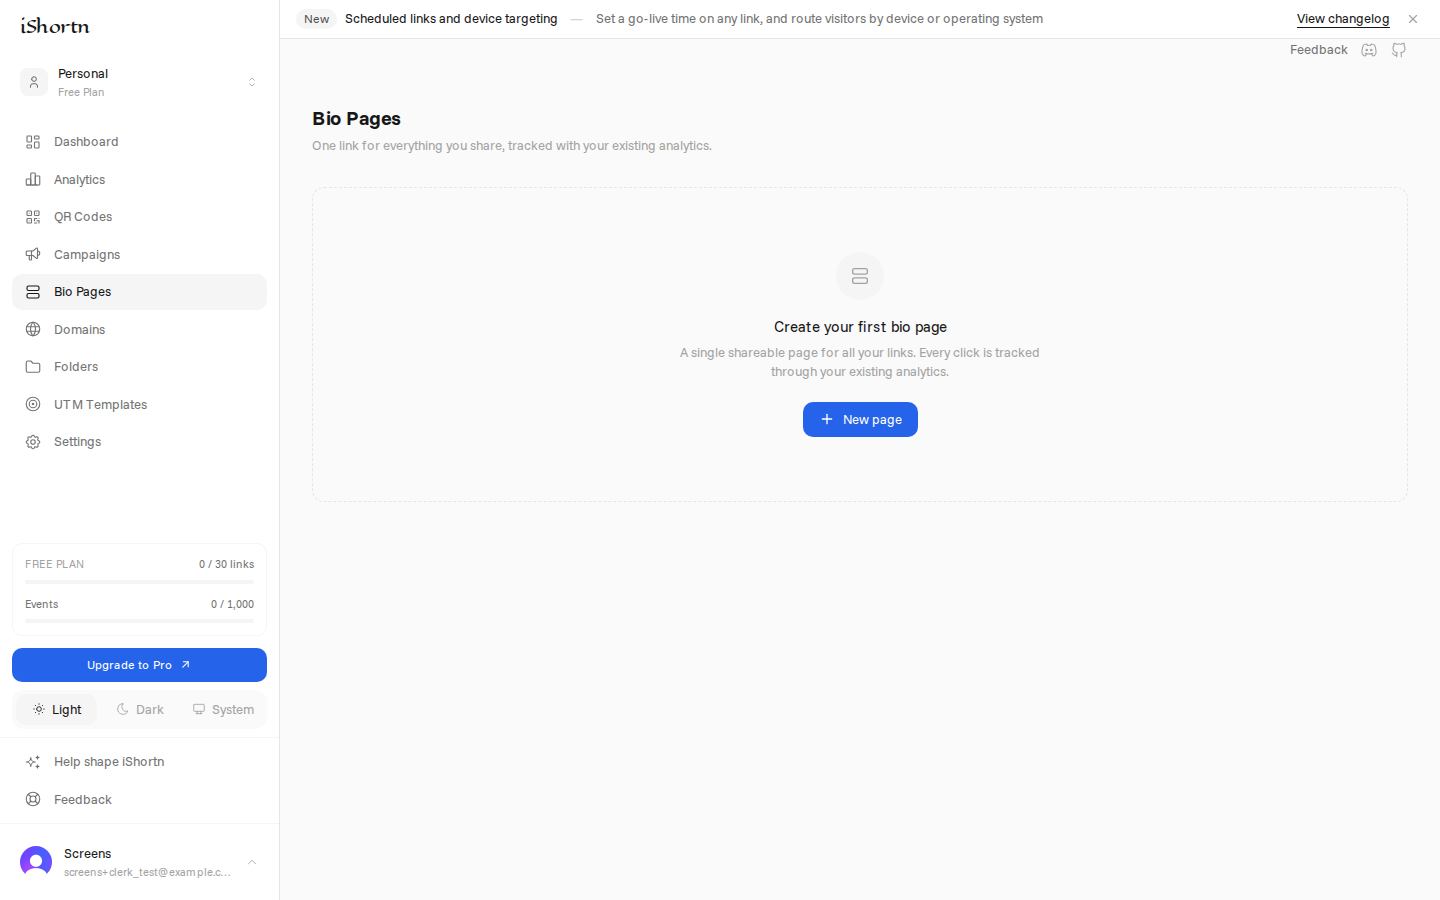 iShortn
Personal
Free Plan
Dashboard
Analytics
QR Codes
Campaigns
Bio Pages
Domains
Folders
UTM Templates
Settings
FREE PLAN 0 / 30 links
Events 0 / 1,000
Upgrade to Pro
Light Dark System
Help shape iShortn
Feedback
Screens
screens+clerk_test@example.c...
New Scheduled links and device targeting — Set a go-live time on any link, and route visitors by device or operating system View changelog
Feedback
Bio Pages
One link for everything you share, tracked with your existing analytics.
Create your first bio page
A single shareable page for all your links. Every click is tracked
through your existing analytics.
New page